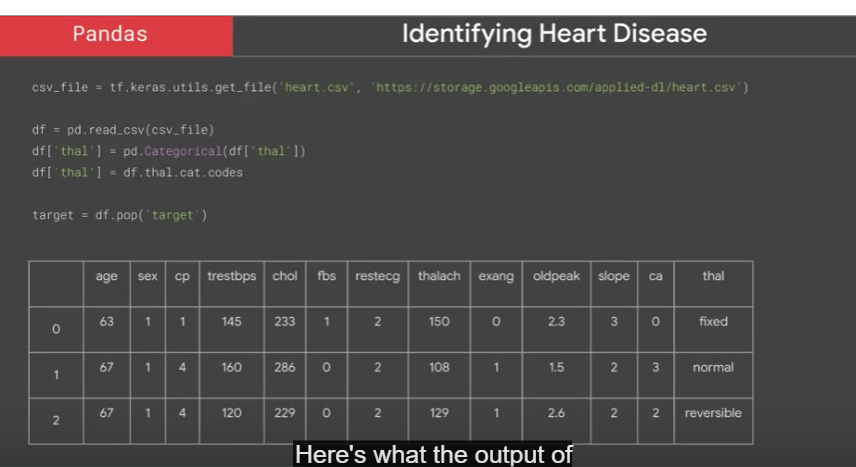 Pandas
Identifying Heart Disease
csv_file = tf.keras.utils.get_file('heart.csv', 'https://storage.googleapis.com/applied-dl/heart.csv')
df = pd.read_csv(csv_file)
df['thal'] = pd.Categorical(df['thal'])
df['thal'] = df.thal.cat.codes
target = df.pop('target')
age sex cp trestbps chol fbs restecg thalach exang oldpeak slope ca thal
0 63 1 1 145 233 1 2 150 0 2.3 3 0 fixed
1 67 1 4 160 286 0 2 108 1 1.5 2 3 normal
2 67 1 4 120 229 0 2 129 1 2.6 2 2 reversible
Here's what the output of